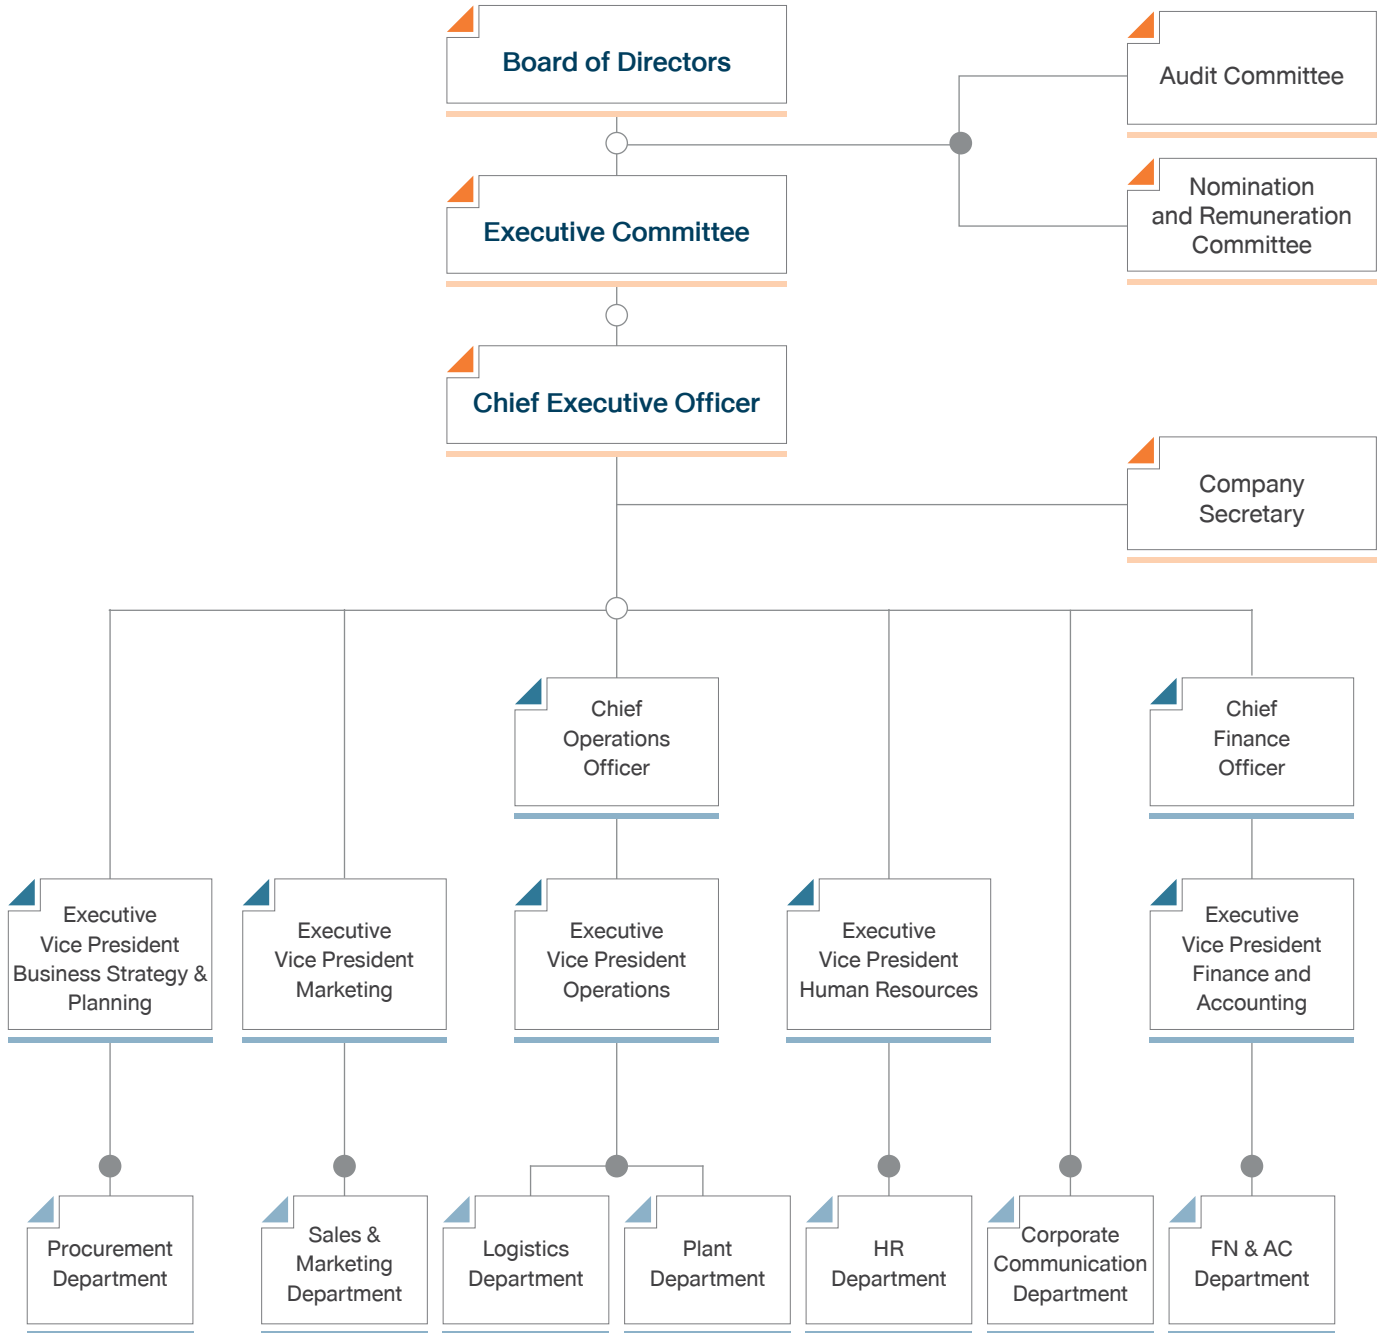 Board of Directors
Audit Committee
Nomination
and Remuneration
Committee
Executive Committee
Chief Executive Officer
Company
Secretary
Chief
Operations
Officer
Chief
Finance
Officer
Executive
Vice President
Business Strategy &
Planning
Executive
Vice President
Marketing
Executive
Vice President
Operations
Executive
Vice President
Human Resources
Executive
Vice President
Finance and
Accounting
Procurement
Department
Sales &
Marketing
Department
Logistics
Department
Plant
Department
HR
Department
Corporate
Communication
Department
FN & AC
Department